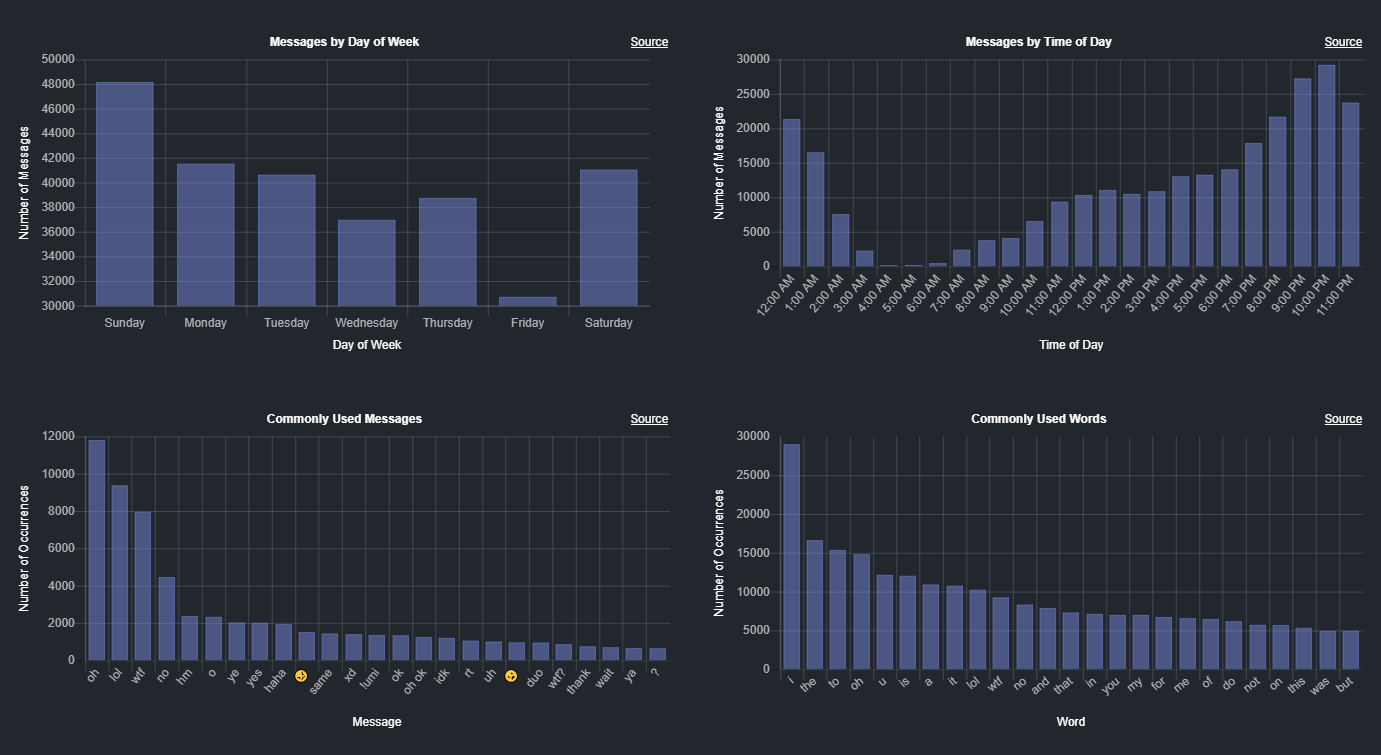 Messages by Day of Week
Source
50000
48000
46000
44000
42000
40000
38000
36000
34000
32000
30000
Number of Messages
Sunday Monday Tuesday Wednesday Thursday Friday Saturday
Day of Week
Messages by Time of Day
Source
30000
25000
20000
15000
10000
5000
0
Number of Messages
12:00 AM 1:00 AM 2:00 AM 3:00 AM 4:00 AM 5:00 AM 6:00 AM 7:00 AM 8:00 AM 9:00 AM 10:00 AM 11:00 AM 12:00 PM 1:00 PM 2:00 PM 3:00 PM 4:00 PM 5:00 PM 6:00 PM 7:00 PM 8:00 PM 9:00 PM 10:00 PM 11:00 PM
Time of Day
Commonly Used Messages
Source
12000
10000
8000
6000
4000
2000
0
Number of Occurrences
oh lol wtf no hm o ye yes haha same xd lumi ok oh ok idk rt uh duo wtf? thank wait ya ?
Message
Commonly Used Words
Source
30000
25000
20000
15000
10000
5000
0
Number of Occurrences
i the to oh u is a it lol wtf no and that in you my for me of do not on this was but
Word